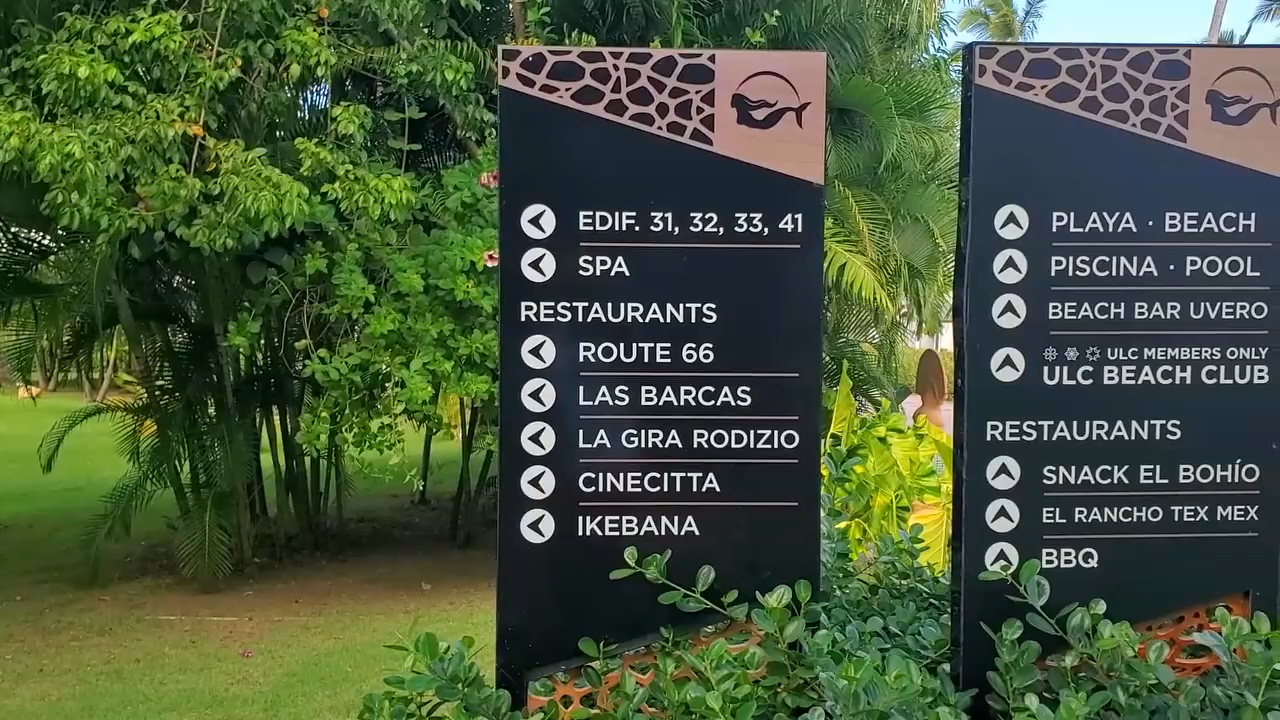 EDIF. 31, 32, 33, 41
SPA
RESTAURANTS
ROUTE 66
LAS BARCAS
LA GIRA RODIZIO
CINECITTA
IKEBANA
PLAYA · BEACH
PISCINA · POOL
BEACH BAR UVERO
ULC MEMBERS ONLY
ULC BEACH CLUB
RESTAURANTS
SNACK EL BOHÍO
EL RANCHO TEX MEX
BBQ